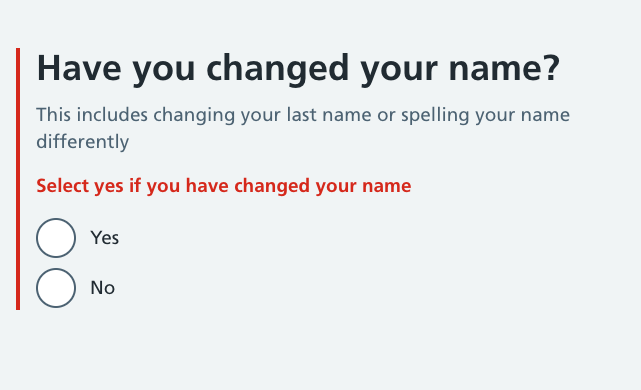 Have you changed your name?
This includes changing your last name or spelling your name
differently
Select yes if you have changed your name
Yes
No